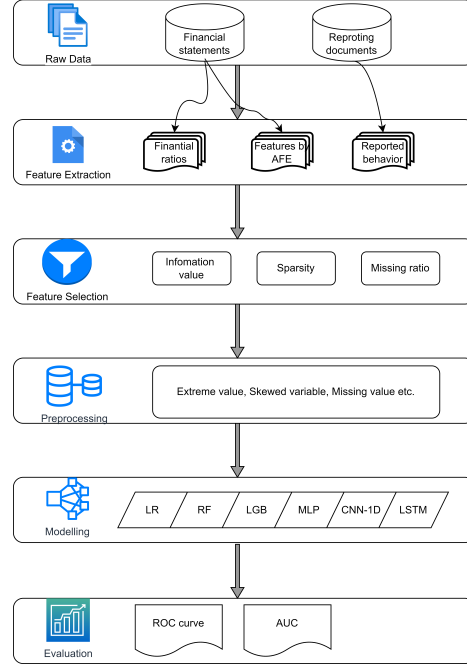 Financial
statements
Reproting
documents
Raw Data
Finantial
ratios
Features by
AFE
Reported
behavior
Feature Extraction
Infomation
value
Sparsity
Missing ratio
Feature Selection
Extreme value, Skewed variable, Missing value etc.
Preprocessing
LR
RF
LGB
MLP
CNN-1D
LSTM
Modelling
ROC curve
AUC
Evaluation